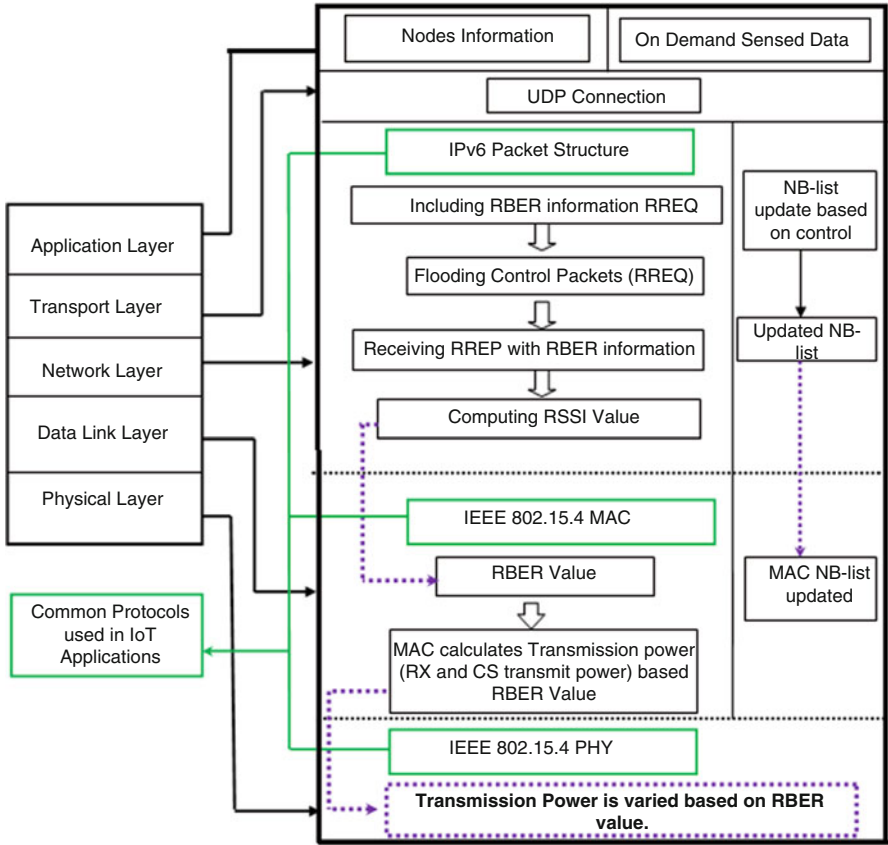 Nodes Information
On Demand Sensed Data
UDP Connection
IPv6 Packet Structure
Including RBER information RREQ
Flooding Control Packets (RREQ)
Receiving RREP with RBER information
Computing RSSI Value
NB-list
update based
on control
Updated NB-
list
Application Layer
Transport Layer
Network Layer
Data Link Layer
Physical Layer
Common Protocols
used in IoT
Applications
IEEE 802.15.4 MAC
RBER Value
MAC calculates Transmission power
(RX and CS transmit power) based
RBER Value
MAC NB-list
updated
IEEE 802.15.4 PHY
Transmission Power is varied based on RBER
value.